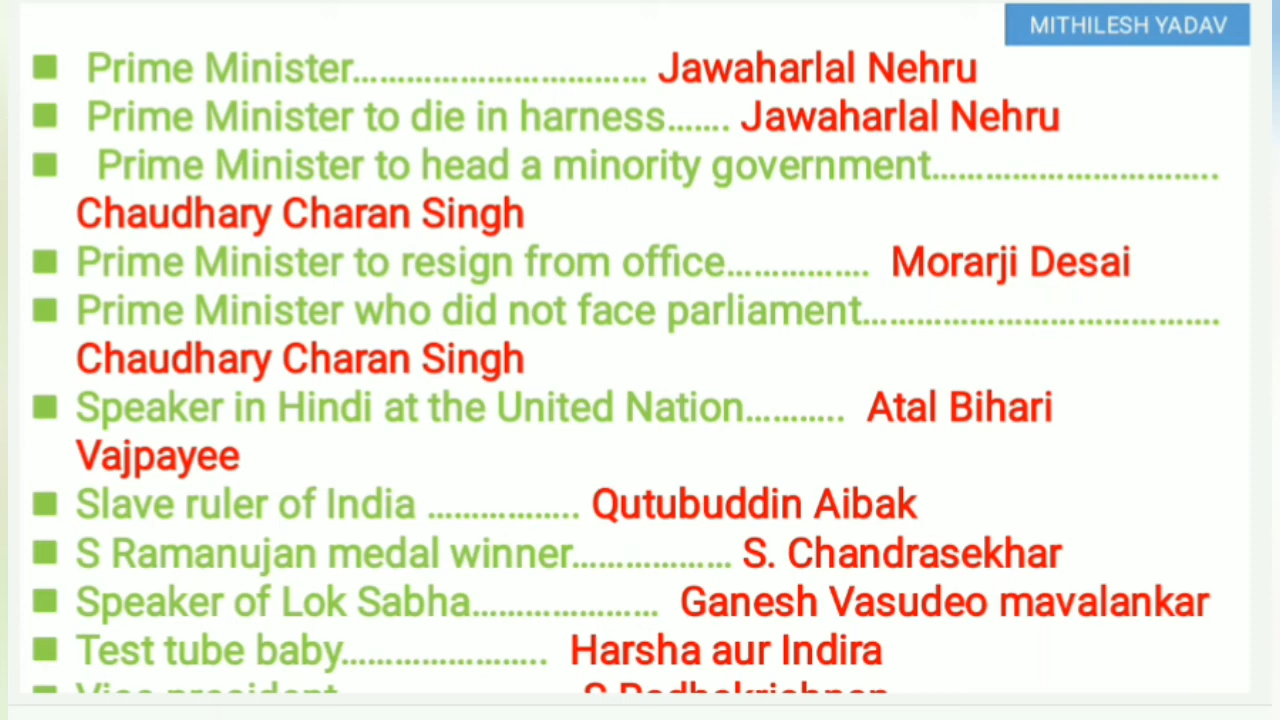 MITHILESH YADAV
Prime Minister................................. Jawaharlal Nehru
Prime Minister to die in harness....... Jawaharlal Nehru
Prime Minister to head a minority government................................
Chaudhary Charan Singh
Prime Minister to resign from office................ Morarji Desai
Prime Minister who did not face parliament........................................
Chaudhary Charan Singh
Speaker in Hindi at the United Nation........... Atal Bihari
Vajpayee
Slave ruler of India ................. Qutubuddin Aibak
S Ramanujan medal winner.................. S. Chandrasekhar
Speaker of Lok Sabha..................... Ganesh Vasudeo mavalankar
Test tube baby....................... Harsha aur Indira
Vice president S Radhakrishnan